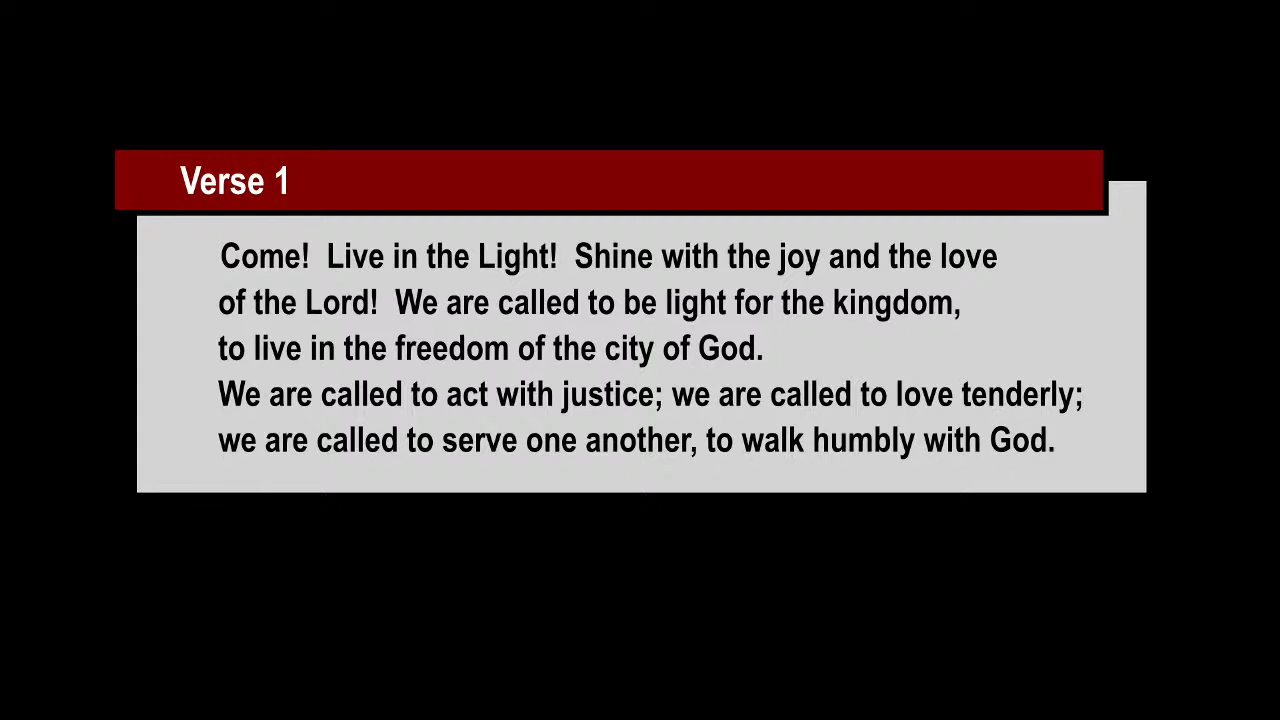 Verse 1
Come!  Live in the Light!  Shine with the joy and the love
of the Lord!  We are called to be light for the kingdom,
to live in the freedom of the city of God.
We are called to act with justice; we are called to love tenderly;
we are called to serve one another, to walk humbly with God.